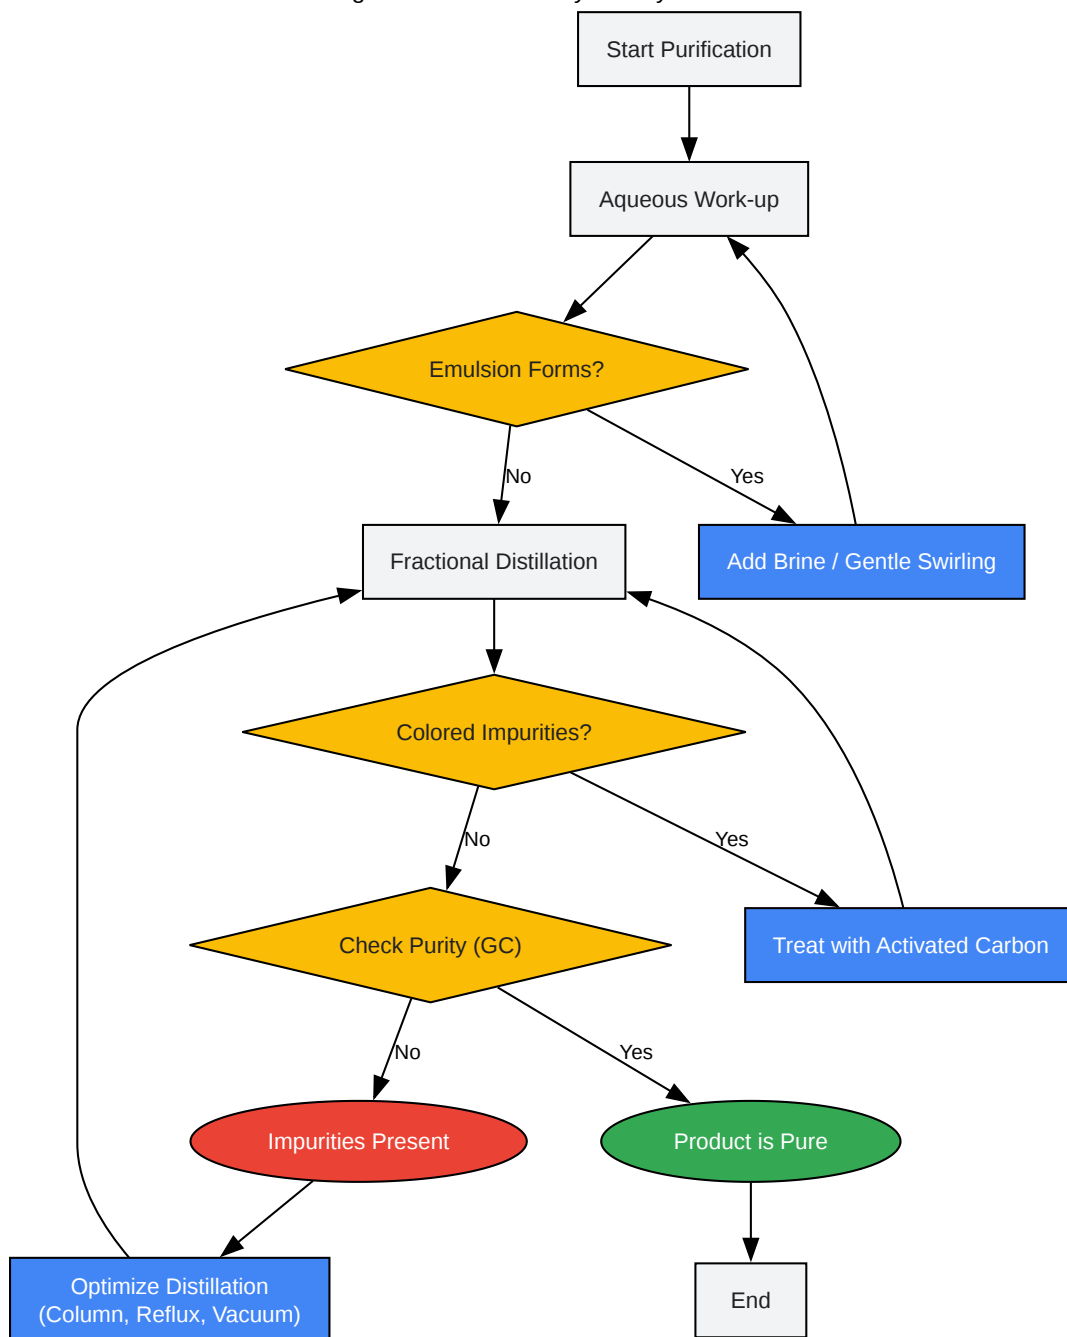 Start Purification
Aqueous Work-up
Emulsion Forms?
No
Yes
Fractional Distillation
Add Brine / Gentle Swirling
Colored Impurities?
No
Yes
Check Purity (GC)
Treat with Activated Carbon
No
Yes
Impurities Present
Product is Pure
Optimize Distillation
(Column, Reflux, Vacuum)
End